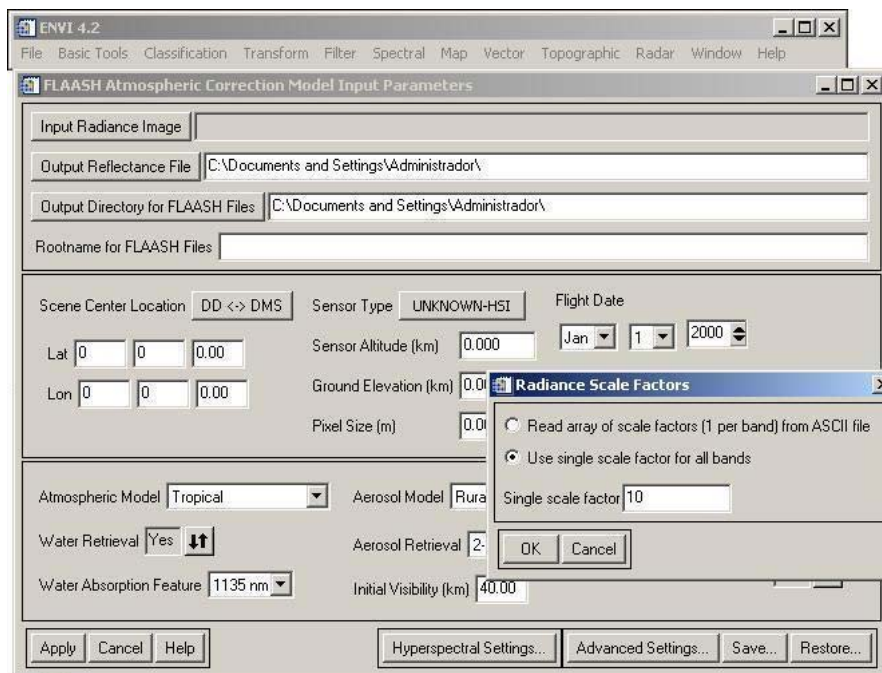 ENVI 4.2
File Basic Tools Classification Transform Filter Spectral Map Vector Topographic Radar Window Help
FLAASH Atmospheric Correction Model Input Parameters
Input Radiance Image
Output Reflectance File C:\Documents and Settings\Administrador\
Output Directory for FLAASH Files C:\Documents and Settings\Administrador\
Rootname for FLAASH Files
Scene Center Location DD <-> DMS Sensor Type UNKNOWN-HSI Flight Date
Lat 0 0 0.00 Sensor Altitude (km) 0.000 Jan 1 2000
Lon 0 0 0.00 Ground Elevation (km)
Pixel Size (m)
Radiance Scale Factors
Read array of scale factors (1 per band) from ASCII file
Use single scale factor for all bands
Single scale factor 10
OK Cancel
Atmospheric Model Tropical Aerosol Model Rura
Water Retrieval Yes Aerosol Retrieval 2-
Water Absorption Feature 1135 nm Initial Visibility (km) 40.00
Apply Cancel Help Hyperspectral Settings... Advanced Settings... Save... Restore...